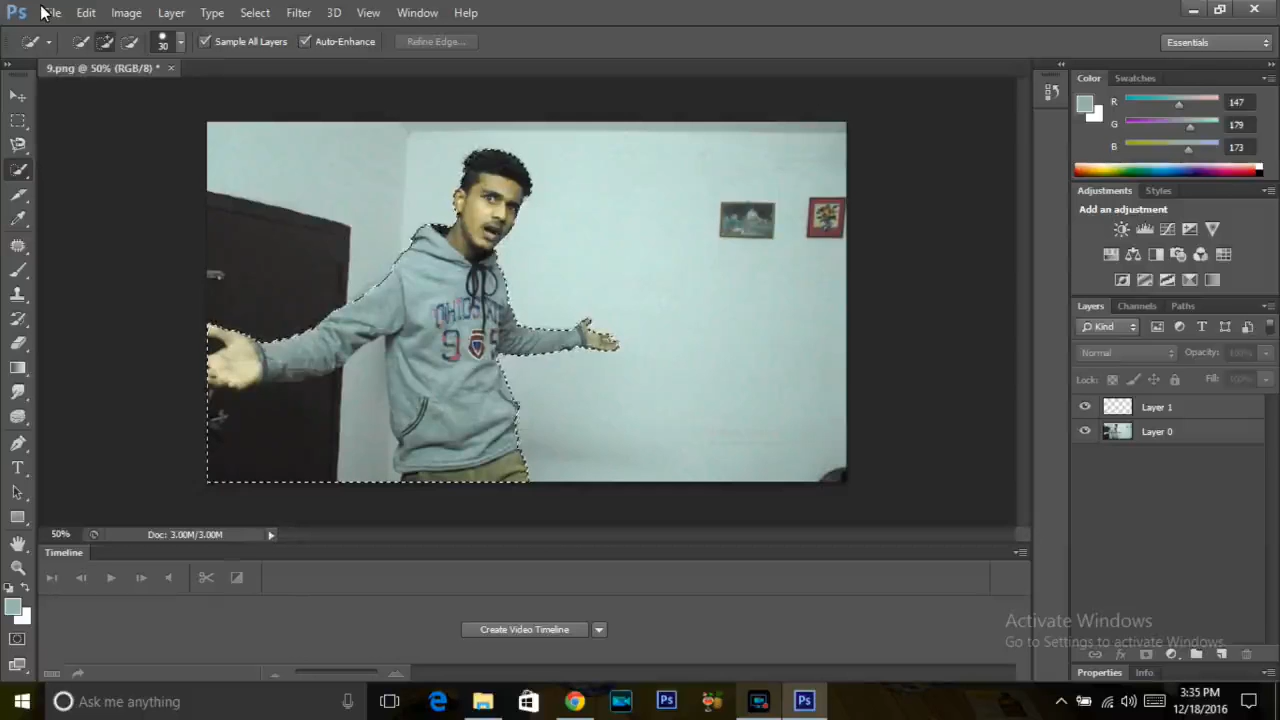 Ps File Edit Image Layer Type Select Filter 3D View Window Help
30 Sample All Layers Auto-Enhance Refine Edge... Essentials
9.png @ 50% (RGB/8) * ×
Color Swatches
R 147
G 179
B 173
Adjustments Styles
Add an adjustment
Layers Channels Paths
Kind
Normal Opacity: 100%
Lock: Fill: 100%
Layer 1
Layer 0
50% Doc: 3.00M/3.00M
Timeline
Create Video Timeline
Activate Windows
Go to Settings to activate Windows.
Properties Info
Ask me anything
Ps
Ps
3:35 PM
12/18/2016